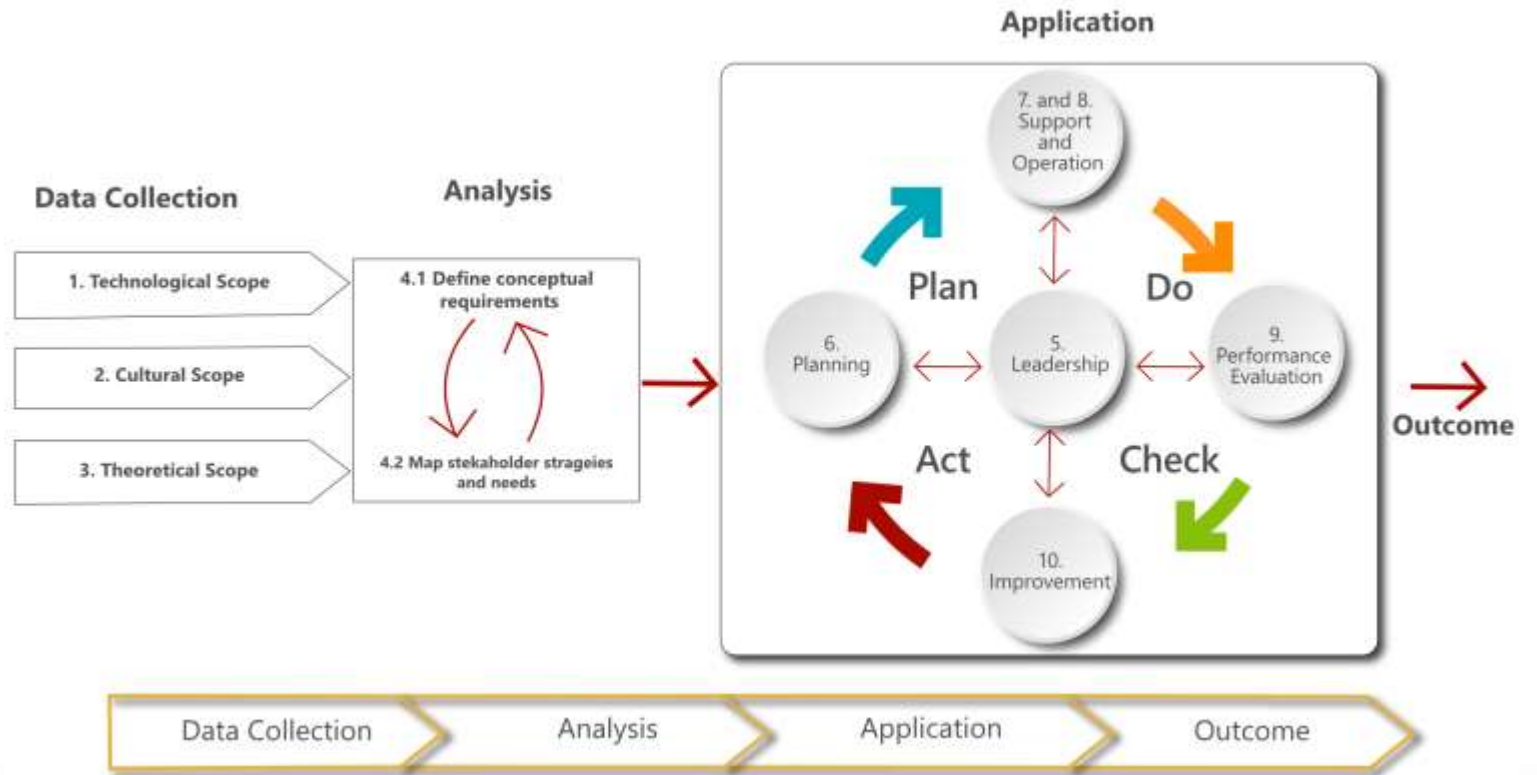 Application
Data Collection
Analysis
1. Technological Scope
2. Cultural Scope
3. Theoretical Scope
4.1 Define conceptual
requirements
4.2 Map stekaholder strageies
and needs
7. and 8.
Support
and
Operation
Plan
Do
6.
Planning
5.
Leadership
9.
Performance
Evaluation
Act
Check
10.
Improvement
Outcome
Data Collection
Analysis
Application
Outcome